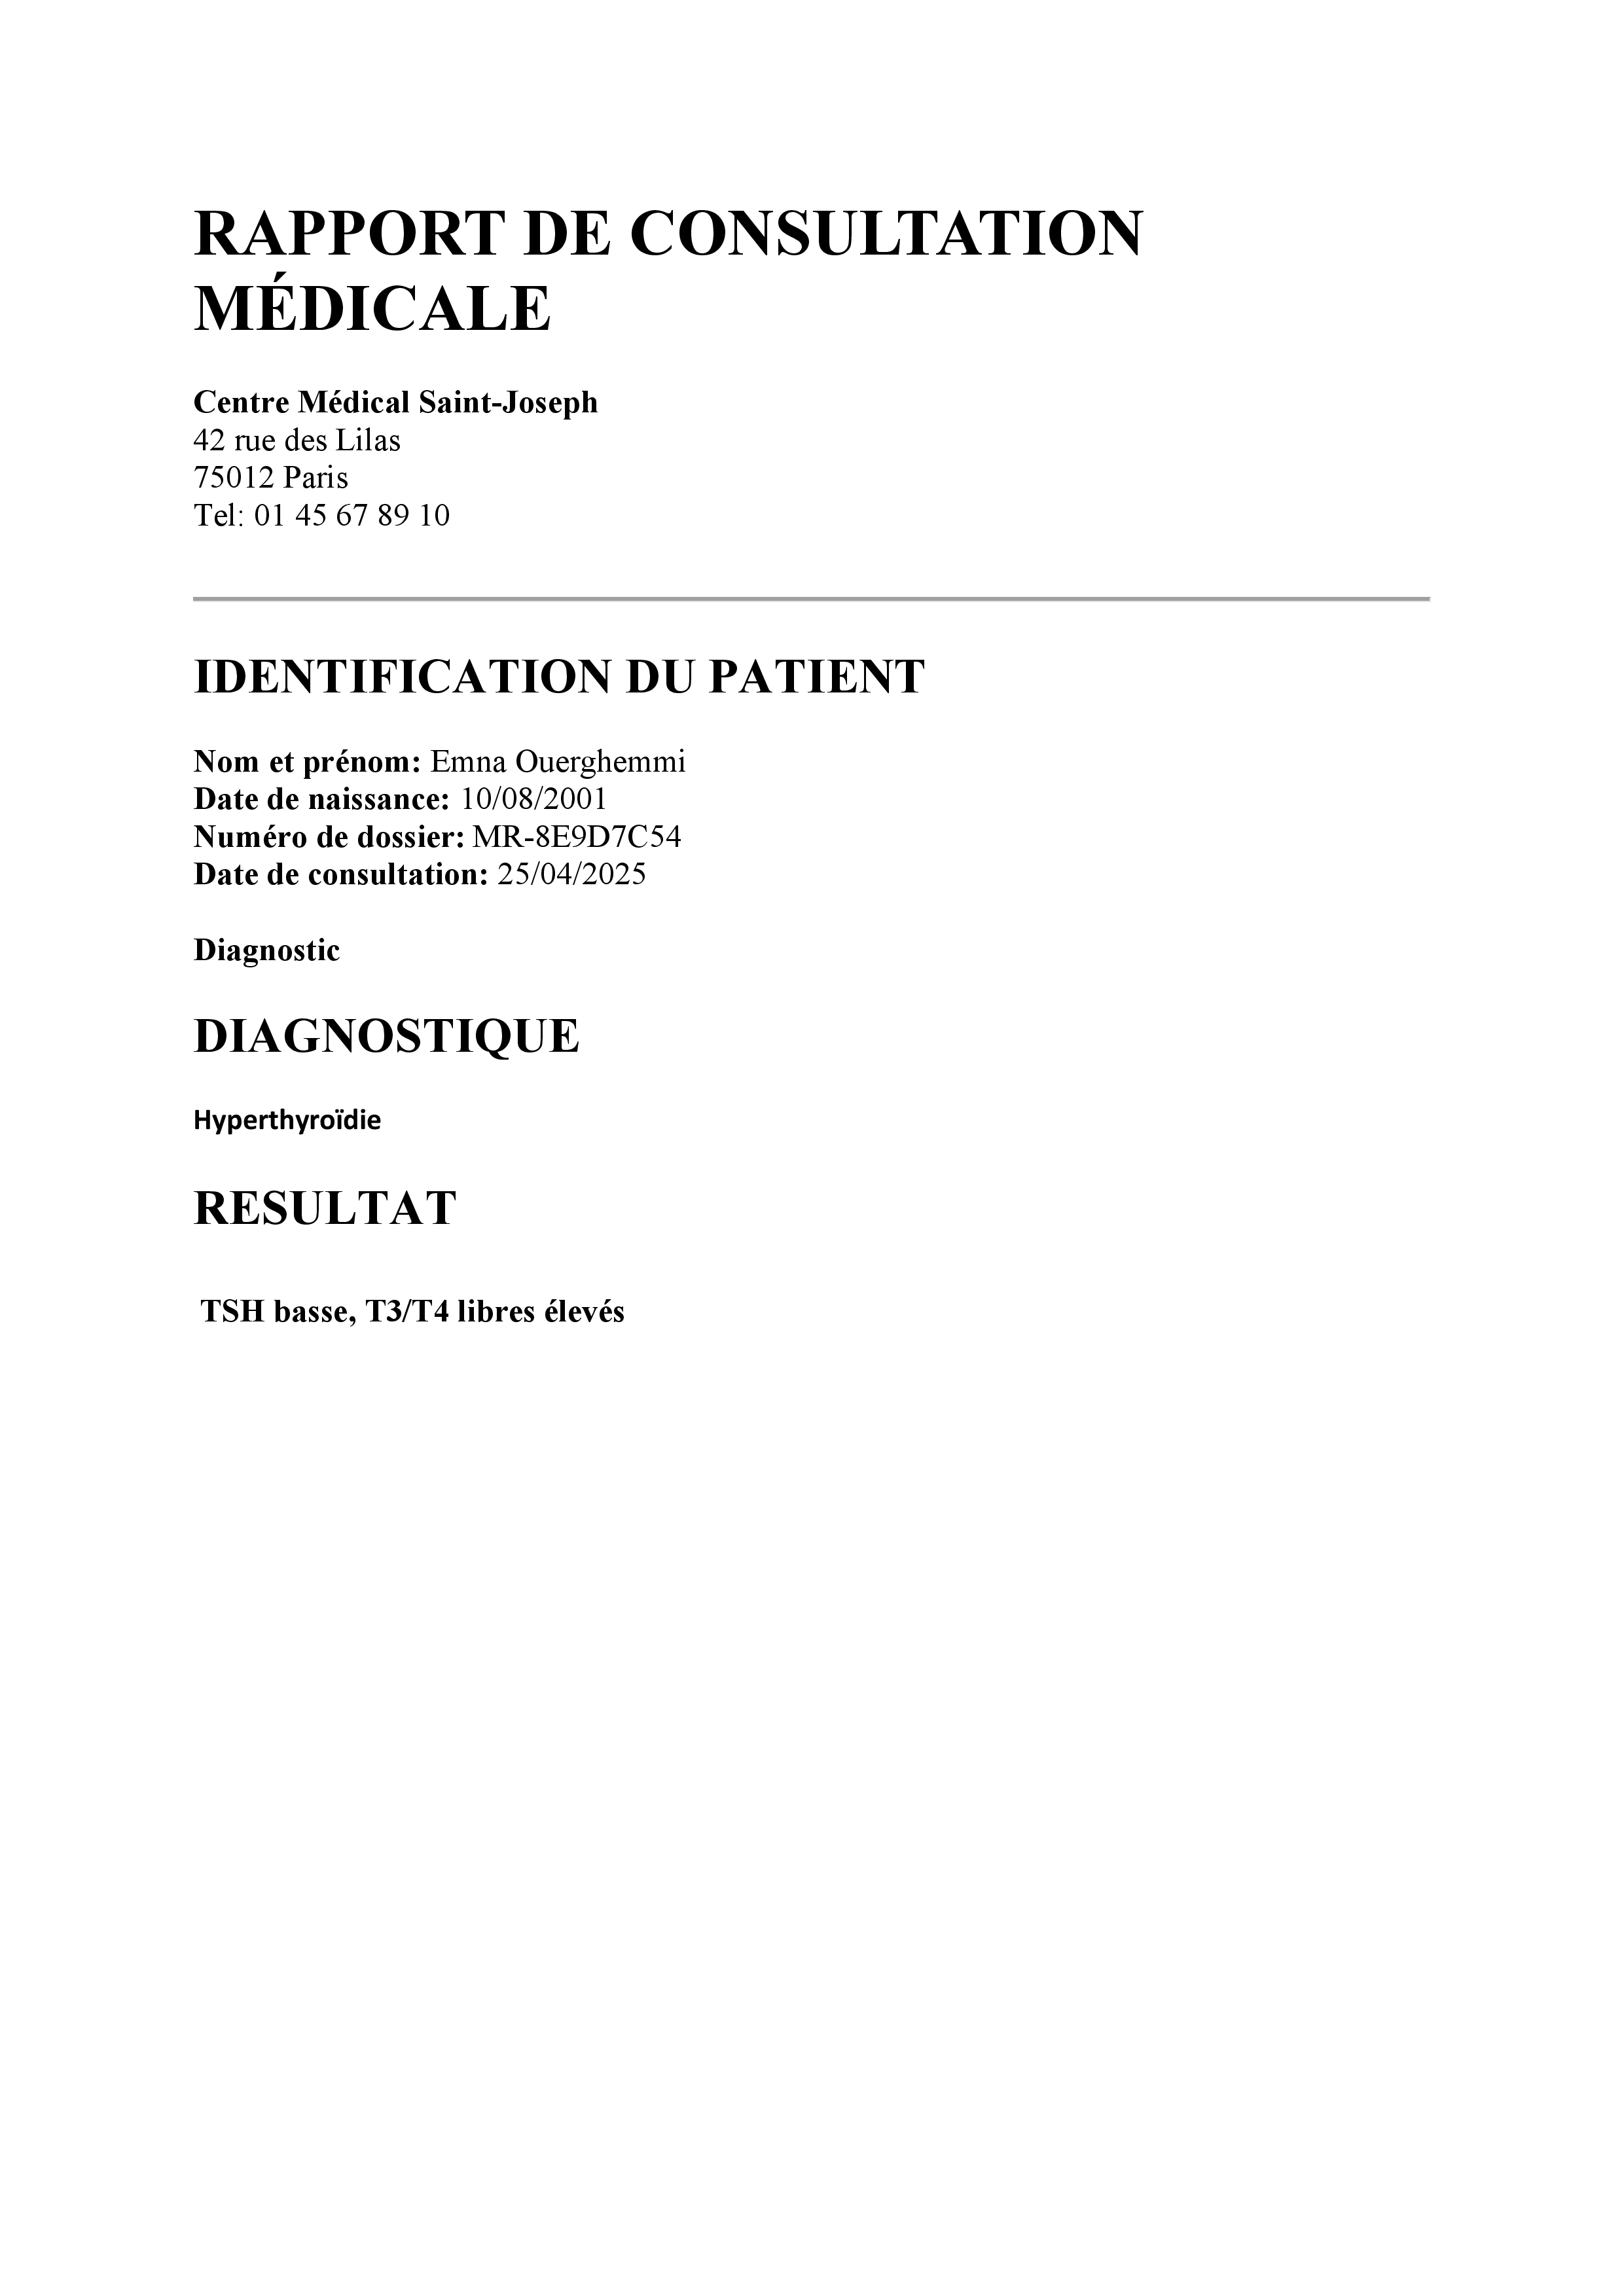 RAPPORT DE CONSULTATION
MÉDICALE
Centre Médical Saint-Joseph
42 rue des Lilas
75012 Paris
Tel: 01 45 67 89 10
IDENTIFICATION DU PATIENT
Nom et prénom: Emna Ouerghemmi
Date de naissance: 10/08/2001
Numéro de dossier: MR-8E9D7C54
Date de consultation: 25/04/2025
Diagnostic
DIAGNOSTIQUE
Hyperthyroïdie
RESULTAT
TSH basse, T3/T4 libres élevés